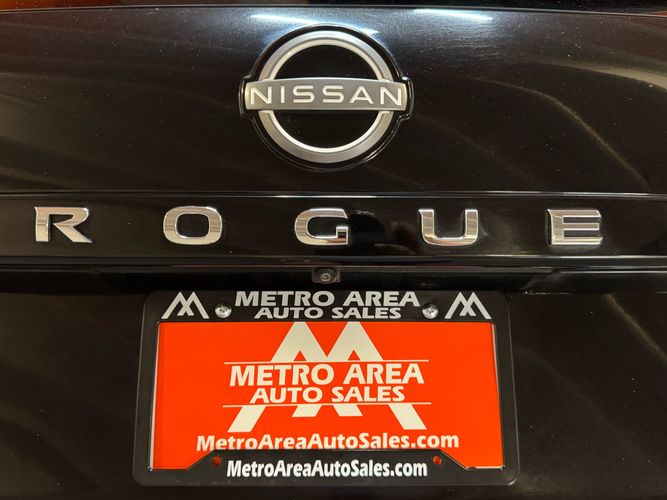 NISSAN
ROGUE
METRO AREA
AUTO SALES
METRO AREA
AUTO SALES
MetroAreaAutoSales.com
MetroAreaAutoSales.com